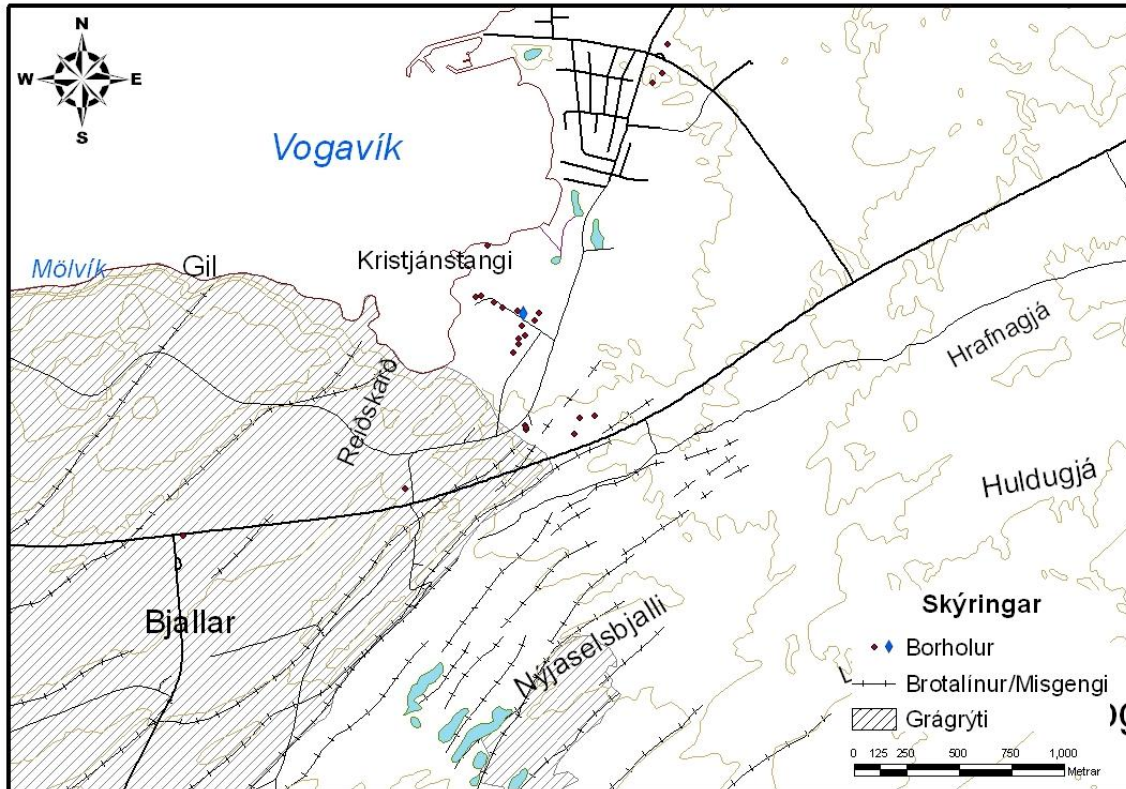 N
W E
S
Vogavík
Mölvík
Gil
Kristjánstangi
Reiðskarð
Hrafnagjá
Huldugjá
Bjallar
Nýjaselsbjalli
Skýringar
Borholur
Brotalínur/Misgengi
Grágrýti
0 125 250 500 750 1,000
Metrar